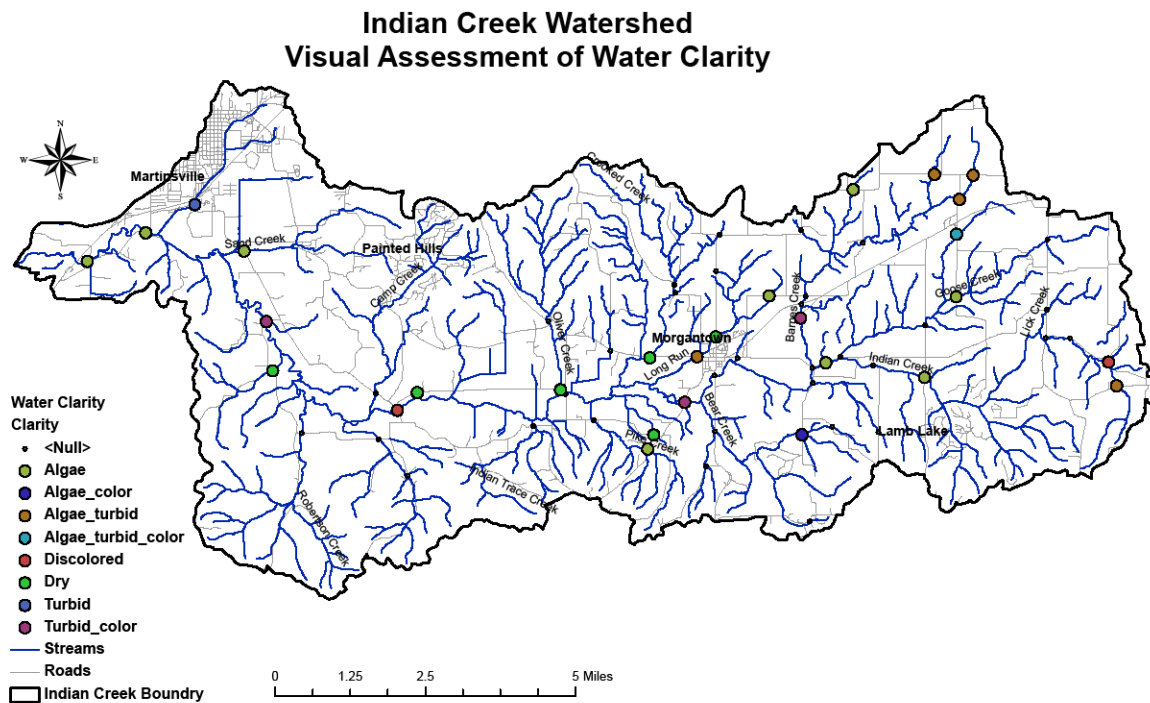 Indian Creek Watershed
Visual Assessment of Water Clarity
N
W
E
S
Martinsville
Sand Creek
Painted Hills
Camp Creek
Crooked Creek
Oliver Creek
Morgantown
Long Run
Barnes Creek
Goose Creek
Lick Creek
Indian Creek
Bear Creek
Pike Creek
Lamb Lake
Indian Trace Creek
Robertson Creek
Water Clarity
Clarity
<Null>
Algae
Algae_color
Algae_turbid
Algae_turbid_color
Discolored
Dry
Turbid
Turbid_color
Streams
Roads
Indian Creek Boundry
0 1.25 2.5 5 Miles